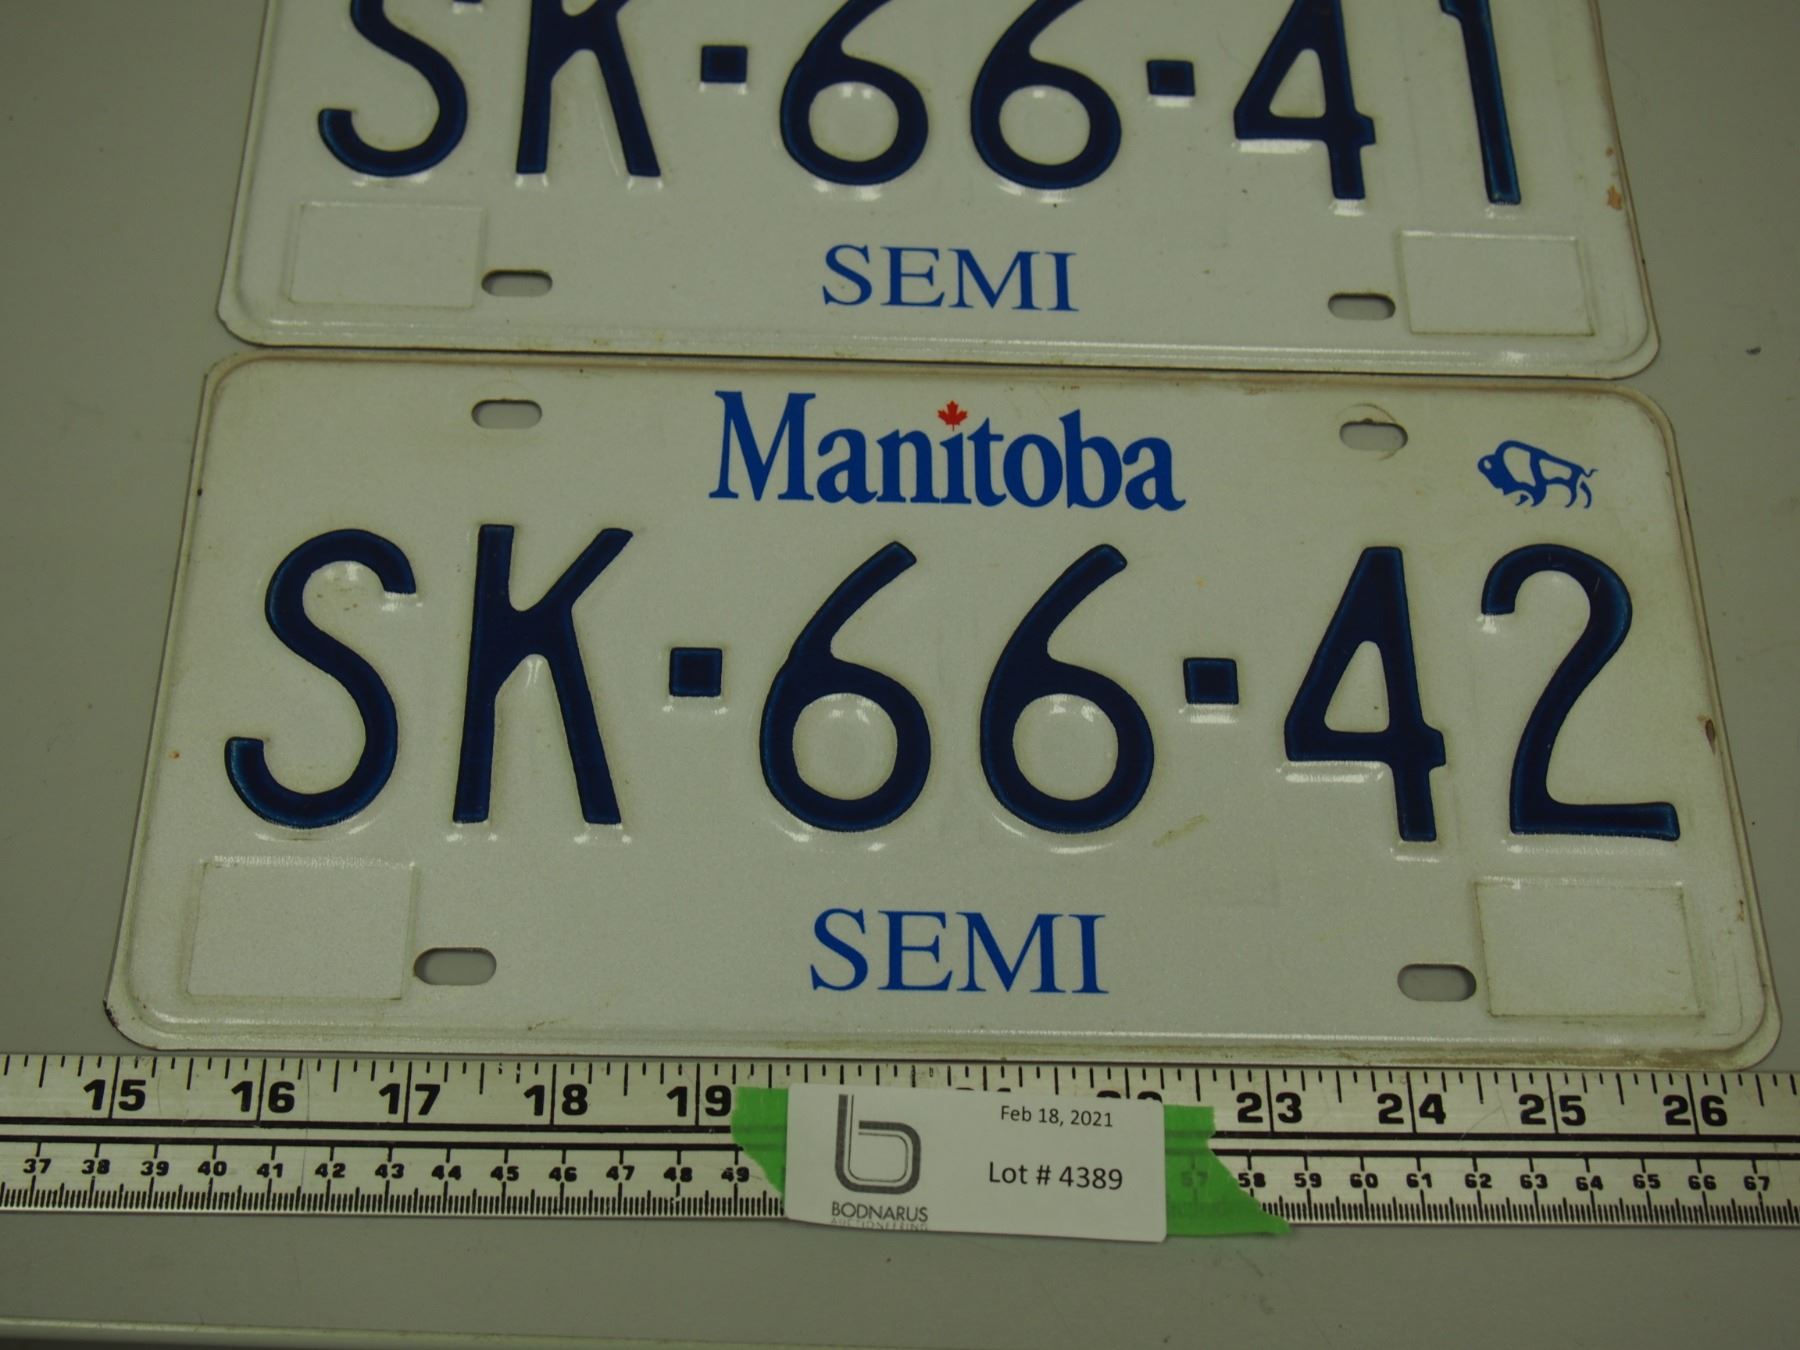 SK-66-41
SEMI
Manitoba
SK-66-42
SEMI
15 16 17 18 19 23 24 25 26
Feb 18, 2021
Lot # 4389
BODNARUS
AUCTIONEERING
37 38 39 40 41 42 43 44 45 46 47 48 49 57 58 59 60 61 62 63 64 65 66 67